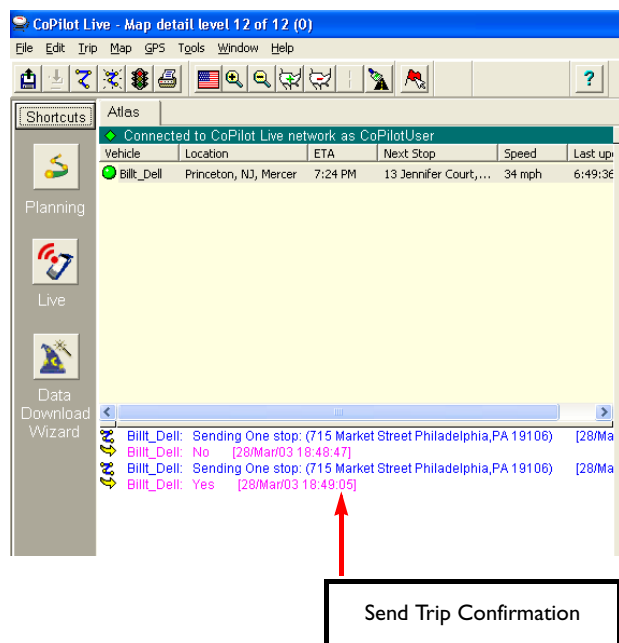 CoPilot Live - Map detail level 12 of 12 (0)
File Edit Trip Map GPS Tools Window Help
?
Shortcuts
Atlas
Connected to CoPilot Live network as CoPilotUser
Vehicle Location ETA Next Stop Speed Last up
Billt_Dell Princeton, NJ, Mercer 7:24 PM 13 Jennifer Court,... 34 mph 6:49:36
Planning
Live
Data
Download
Wizard
Billt_Dell: Sending One stop: (715 Market Street Philadelphia,PA 19106) [28/Ma
Billt_Dell: No [28/Mar/03 18:48:47]
Billt_Dell: Sending One stop: (715 Market Street Philadelphia,PA 19106) [28/Ma
Billt_Dell: Yes [28/Mar/03 18:49:05]
Send Trip Confirmation